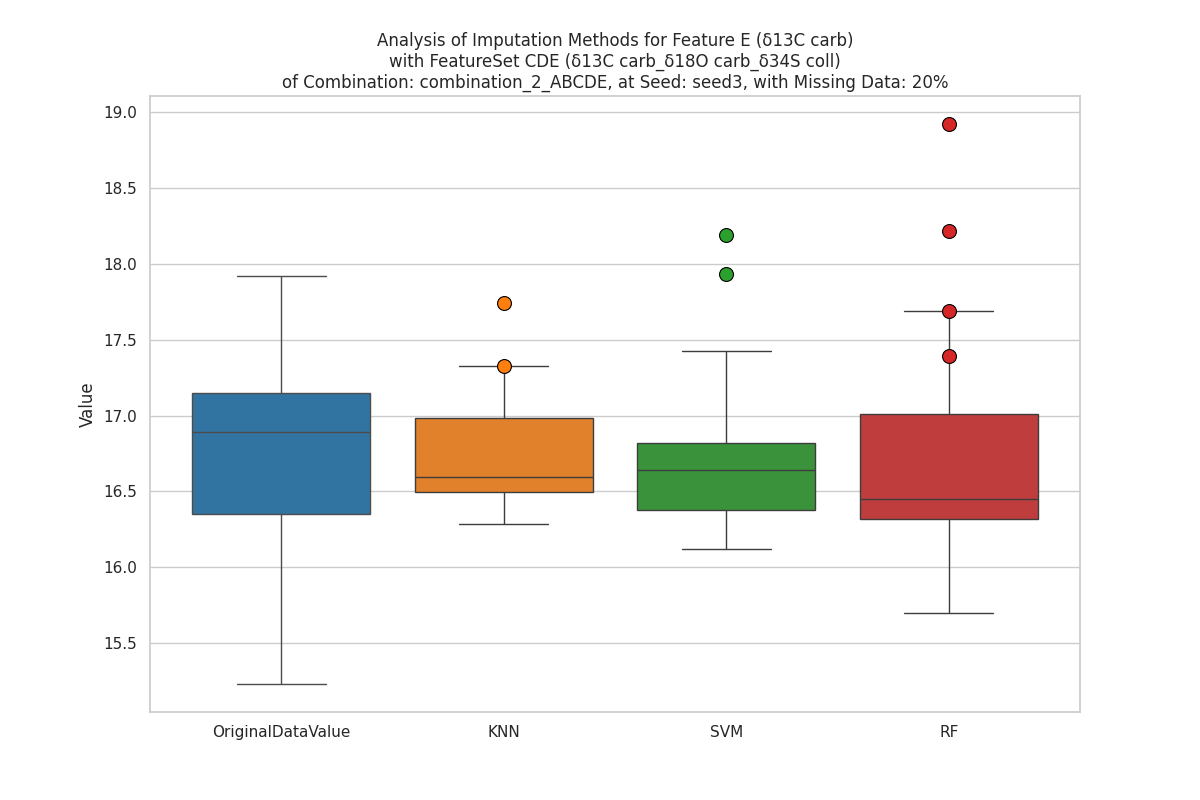 Analysis of Imputation Methods for Feature E (δ13C carb)
with FeatureSet CDE (δ13C carb_δ18O carb_δ34S coll)
of Combination: combination_2_ABCDE, at Seed: seed3, with Missing Data: 20%
19.0
18.5
18.0
17.5
17.0
16.5
16.0
15.5
Value
OriginalDataValue
KNN
SVM
RF